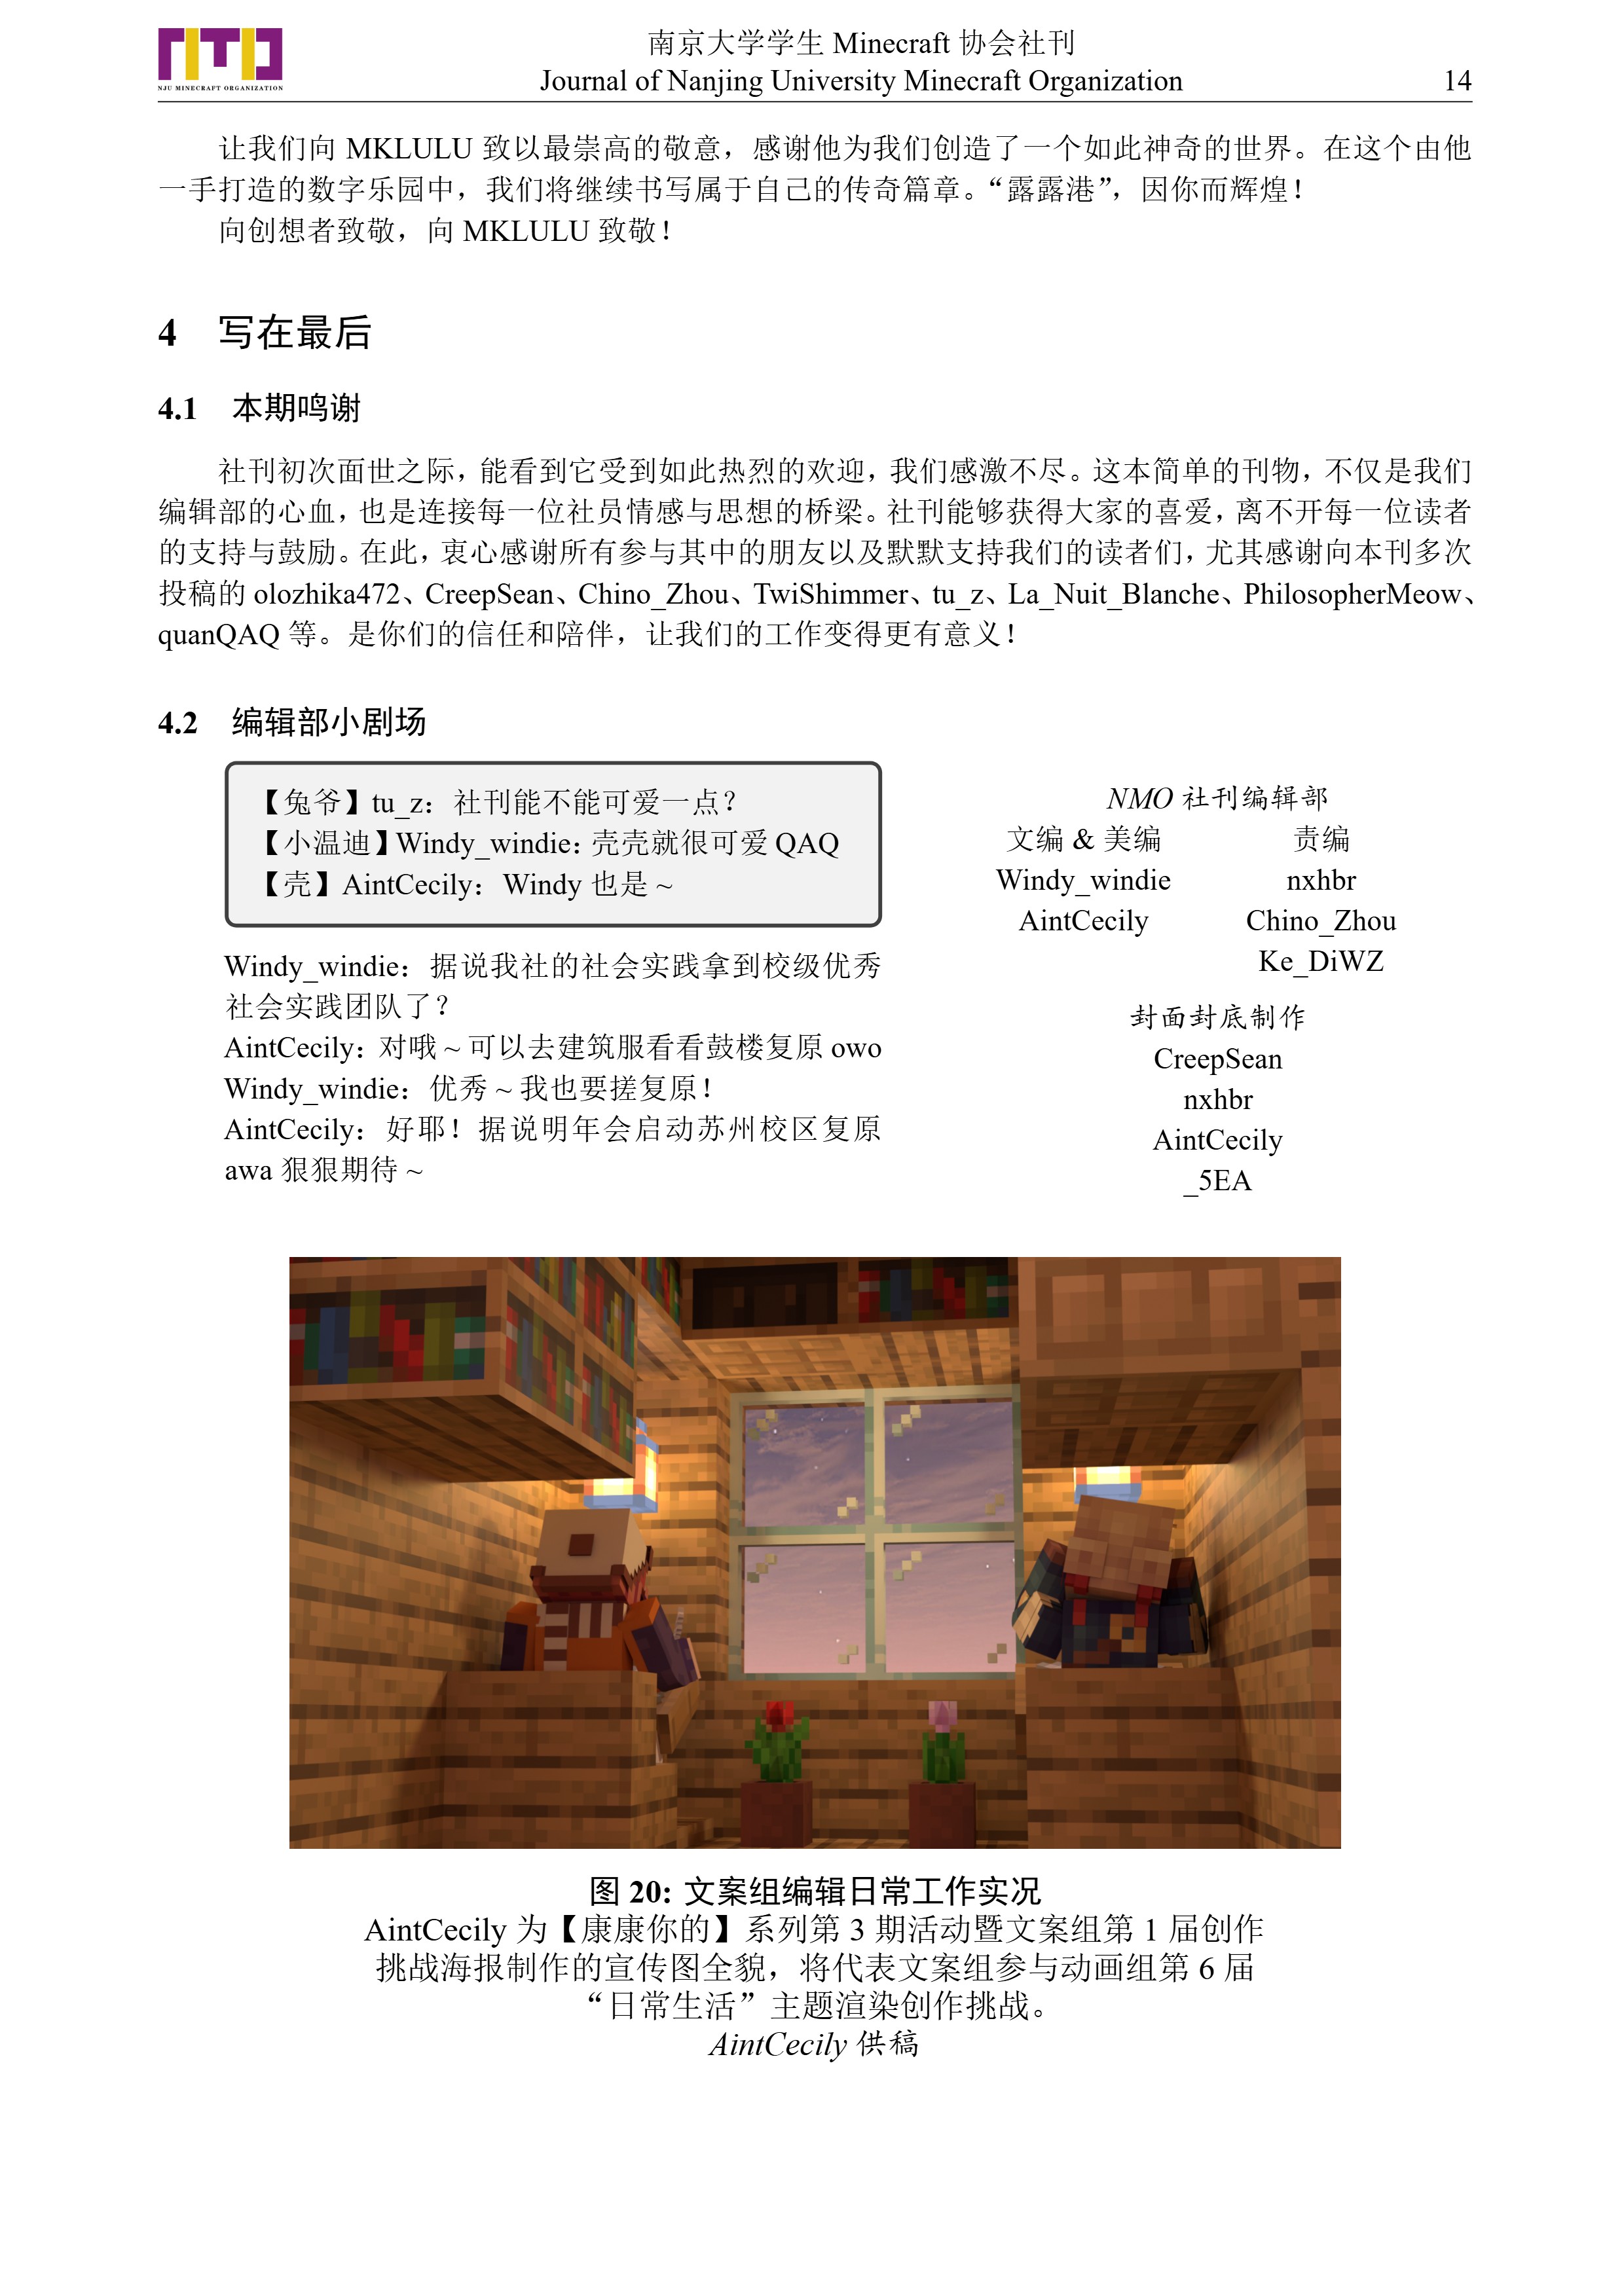 NJU MINECRAFT ORGANIZATION
南京大学学生 Minecraft 协会社刊
Journal of Nanjing University Minecraft Organization 14
让我们向 MKLULU 致以最崇高的敬意，感谢他为我们创造了一个如此神奇的世界。在这个由他
一手打造的数字乐园中，我们将继续书写属于自己的传奇篇章。“露露港”，因你而辉煌！
向创想者致敬，向 MKLULU 致敬！
4 写在最后
4.1 本期鸣谢
社刊初次面世之际，能看到它受到如此热烈的欢迎，我们感激不尽。这本简单的刊物，不仅是我们
编辑部的心血，也是连接每一位社员情感与思想的桥梁。社刊能够获得大家的喜爱，离不开每一位读者
的支持与鼓励。在此，衷心感谢所有参与其中的朋友以及默默支持我们的读者们，尤其感谢向本刊多次
投稿的 olozhika472、CreepSean、Chino_Zhou、TwiShimmer、tu_z、La_Nuit_Blanche、PhilosopherMeow、
quanQAQ 等。是你们的信任和陪伴，让我们的工作变得更有意义！
4.2 编辑部小剧场
【兔爷】tu_z：社刊能不能可爱一点？
【小温迪】Windy_windie：壳壳就很可爱 QAQ
【壳】AintCecily：Windy 也是 ~
Windy_windie：据说我社的社会实践拿到校级优秀
社会实践团队了？
AintCecily：对哦 ~ 可以去建筑服看看鼓楼复原 owo
Windy_windie：优秀 ~ 我也要搓复原！
AintCecily：好耶！据说明年会启动苏州校区复原
awa 狠狠期待 ~
NMO 社刊编辑部
文编 & 美编 责编
Windy_windie nxhbr
AintCecily Chino_Zhou
Ke_DiWZ
封面封底制作
CreepSean
nxhbr
AintCecily
_5EA
图 20: 文案组编辑日常工作实况
AintCecily 为【康康你的】系列第 3 期活动暨文案组第 1 届创作
挑战海报制作的宣传图全貌，将代表文案组参与动画组第 6 届
“日常生活”主题渲染创作挑战。
AintCecily 供稿